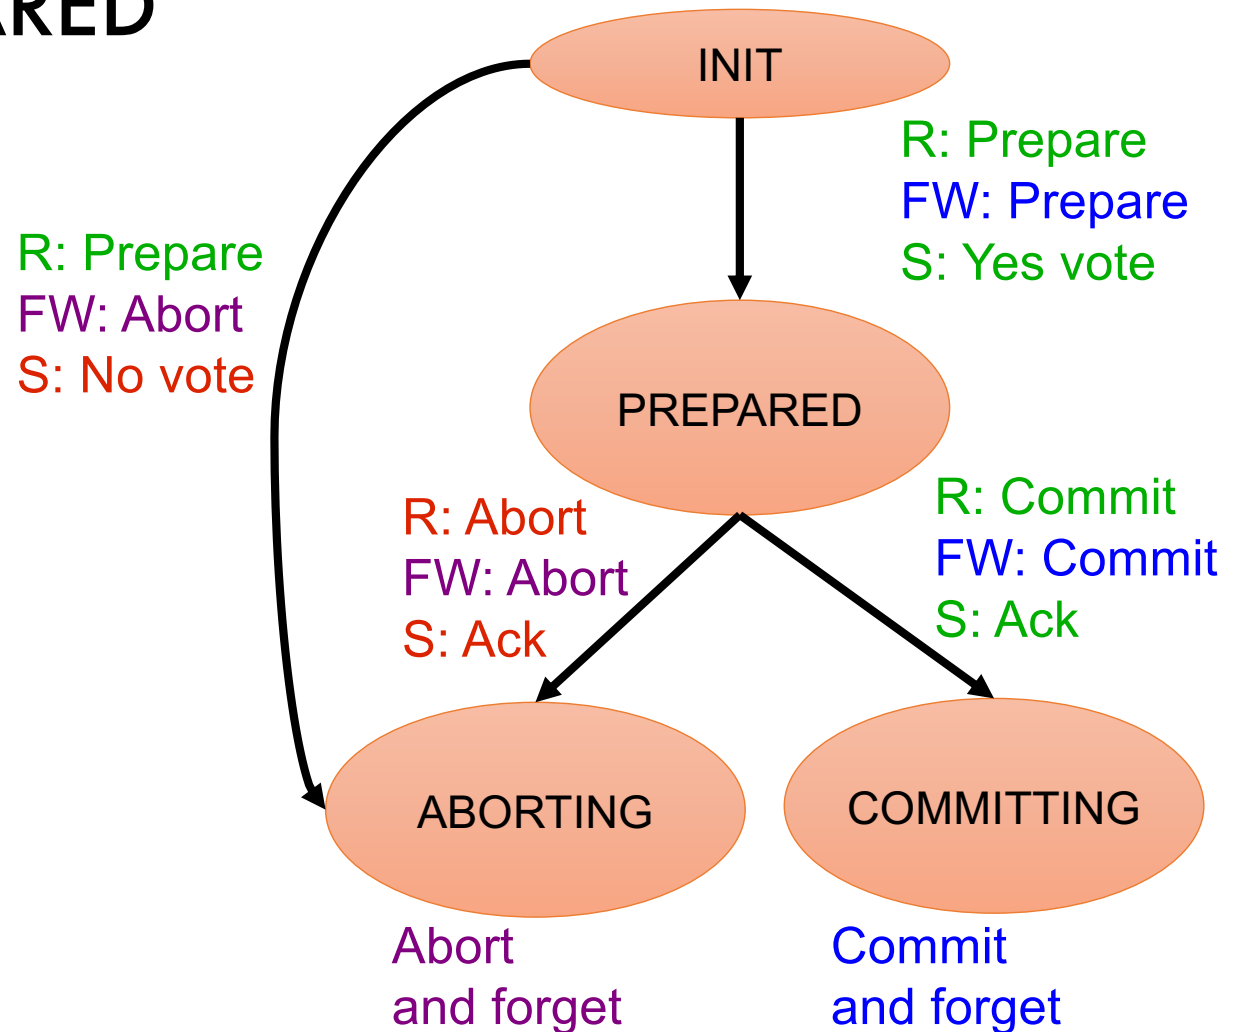 ARED
INIT
R: Prepare
FW: Prepare
S: Yes vote
R: Prepare
FW: Abort
S: No vote
PREPARED
R: Abort
FW: Abort
S: Ack
R: Commit
FW: Commit
S: Ack
ABORTING
COMMITTING
Abort
and forget
Commit
and forget